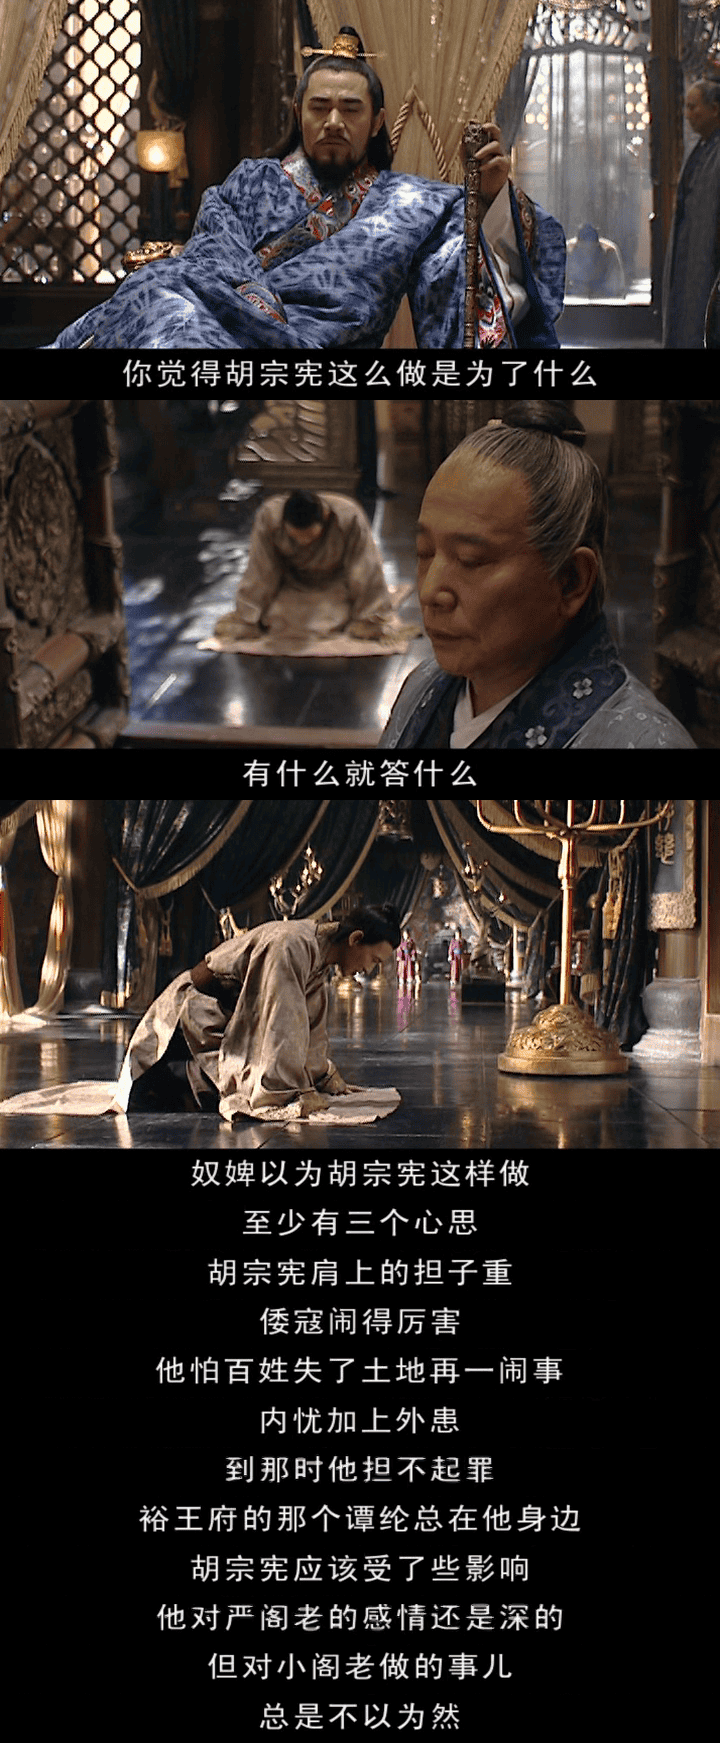 你觉得胡宗宪这么做是为了什么
有什么就答什么
奴婢以为胡宗宪这样做
至少有三个心思
胡宗宪肩上的担子重
倭寇闹得厉害
他怕百姓失了土地再一闹事
内忧加上外患
到那时他担不起罪
裕王府的那个谭纶总在他身边
胡宗宪应该受了些影响
他对严阁老的感情还是深的
但对小阁老做的事儿
总是不以为然